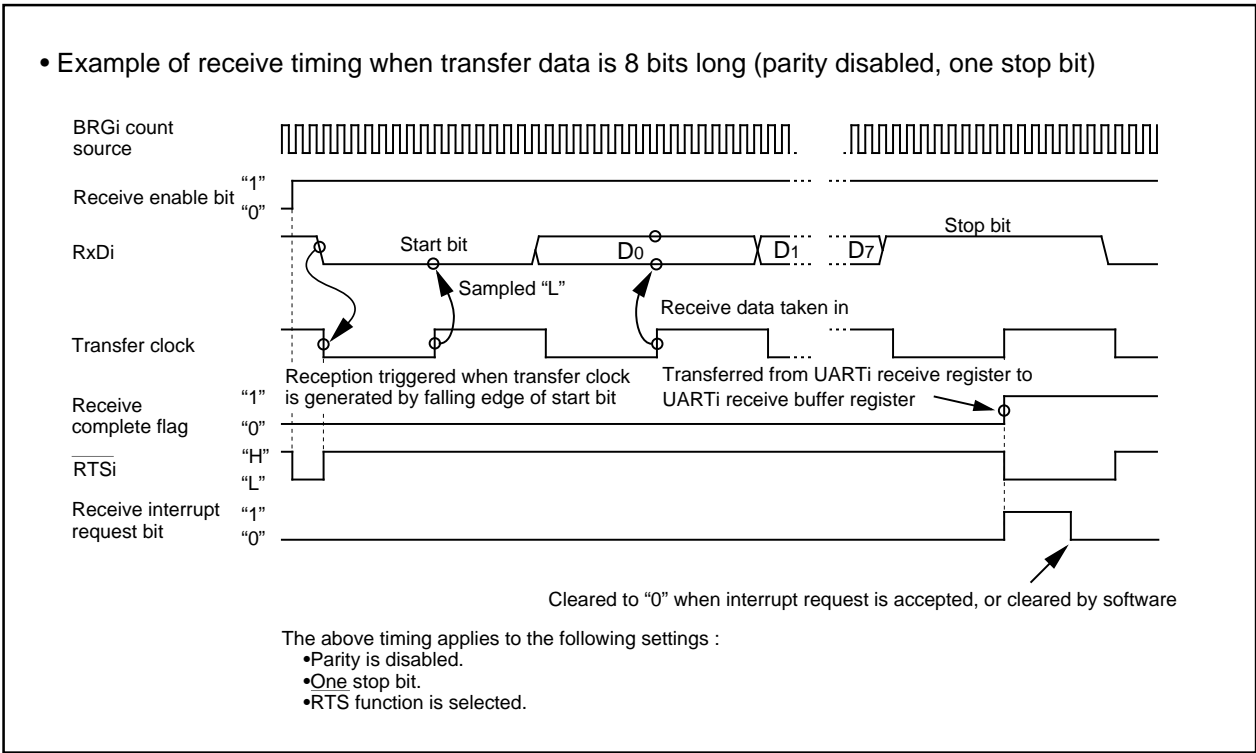 • Example of receive timing when transfer data is 8 bits long (parity disabled, one stop bit)
BRGi count
source
Receive enable bit
“1”
“0”
RxDi
Start bit
D0
D1
D7
Stop bit
Sampled “L”
Receive data taken in
Transfer clock
Reception triggered when transfer clock
is generated by falling edge of start bit
Transferred from UARTi receive register to
UARTi receive buffer register
Receive
complete flag
“1”
“0”
RTSi
“H”
“L”
Receive interrupt
request bit
“1”
“0”
Cleared to “0” when interrupt request is accepted, or cleared by software
The above timing applies to the following settings :
•Parity is disabled.
•One stop bit.
•RTS function is selected.